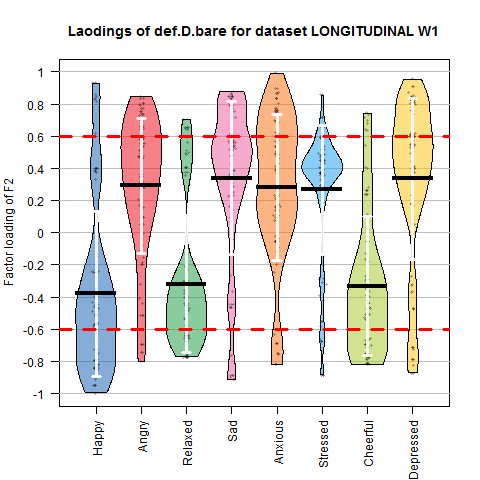 Laodings of def.D.bare for dataset LONGITUDINAL W1
Factor loading of F2
1
0.8
0.6
0.4
0.2
0
-0.2
-0.4
-0.6
-0.8
-1
Happy
Angry
Relaxed
Sad
Anxious
Stressed
Cheerful
Depressed